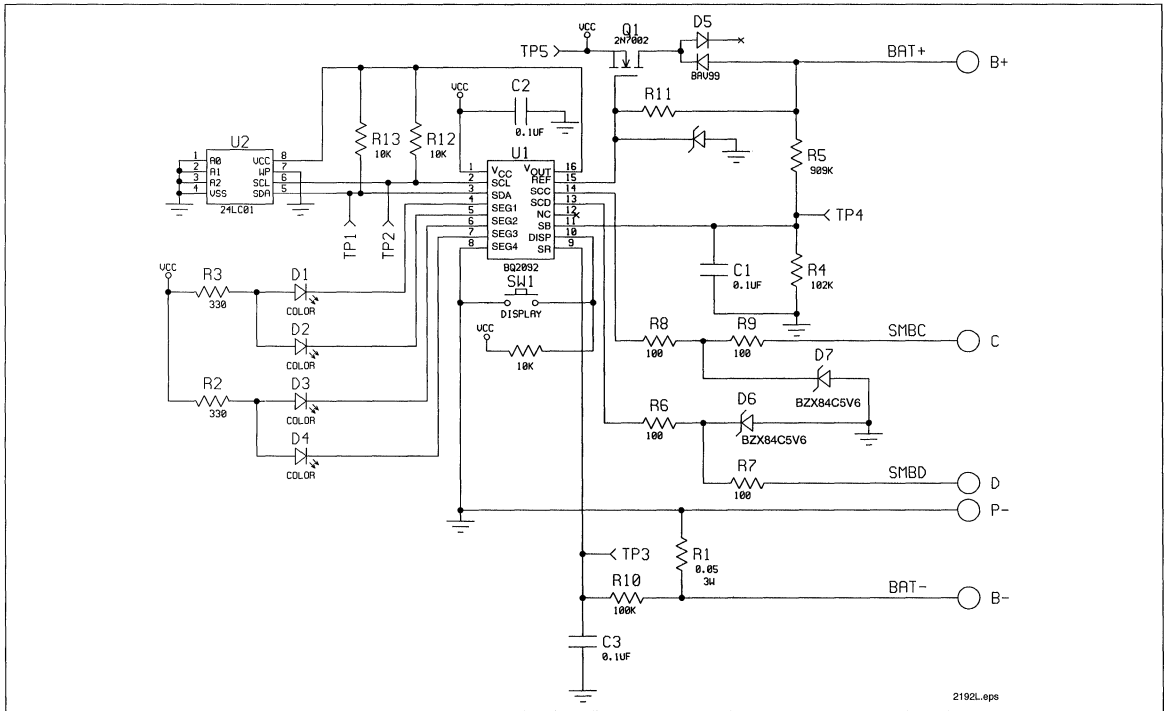 VCC
Q1
2N7002
D5
TP5
BAV99
BAT+
B+
VCC
C2
0.1UF
R11
R13
10K
R12
10K
R5
909K
U2
1 A0 VCC 8
2 A1 WP 7
3 A2 SCL 6
4 VSS SDA 5
24LC01
U1
1 VCC VOUT 16
2 SCL REF 15
3 SDA SCC 14
4 SEG1 SCD 13
5 SEG2 NC 12
6 SEG3 SB 11
7 SEG4 DISP 10
8 SR 9
BQ2092
TP1
TP2
TP4
C1
0.1UF
R4
102K
VCC
R3
330
D1
COLOR
D2
COLOR
SW1
DISPLAY
VCC
10K
R8
100
R9
100
SMBC
C
D7
BZX84C5V6
R2
330
D3
COLOR
D4
COLOR
R6
100
D6
BZX84C5V6
R7
100
SMBD
D
P-
TP3
R1
0.05
3W
R10
100K
BAT-
B-
C3
0.1UF
2192L.eps